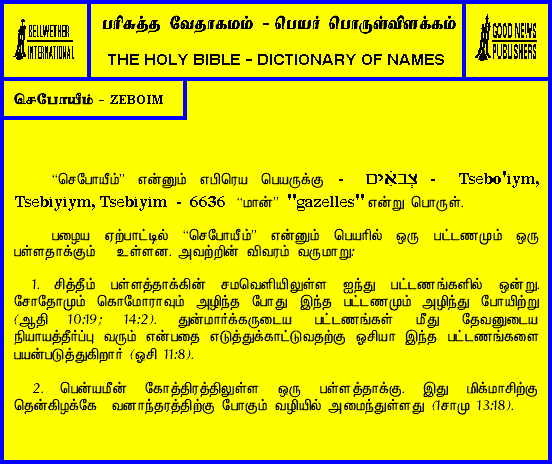 BELLWETHER
INTERNATIONAL
பரிசுத்த வேதாகமம் - பெயர் பொருள்விளக்கம்
THE HOLY BIBLE - DICTIONARY OF NAMES
GOOD NEWS
PUBLISHERS
செபோயீம் - ZEBOIM
“செபோயீம்” என்னும் எபிரெய பெயருக்கு - צְבֹאִים - Tsebo'iym,
Tsebiyiym, Tsebiyim - 6636 “மான்” "gazelles" என்று பொருள்.
பழைய ஏற்பாட்டில் “செபோயீம்” என்னும் பெயரில் ஒரு பட்டணமும் ஒரு
பள்ளதாக்கும் உள்ளன. அவற்றின் விவரம் வருமாறு:
1. சித்தீம் பள்ளத்தாக்கின் சமவெளியிலுள்ள ஐந்து பட்டணங்களில் ஒன்று.
சோதோமும் கொமோராவும் அழிந்த போது இந்த பட்டணமும் அழிந்து போயிற்று
(ஆதி 10:19; 14:2). துன்மார்க்கருடைய பட்டணங்கள் மீது தேவனுடைய
நியாயத்தீர்ப்பு வரும் என்பதை எடுத்துக்காட்டுவதற்கு ஓசியா இந்த பட்டணங்களை
பயன்படுத்துகிறார் (ஓசி 11:8).
2. பென்யமீன் கோத்திரத்திலுள்ள ஒரு பள்ளத்தாக்கு. இது மிக்மாசிற்கு
தென்கிழக்கே வனாந்தரத்திற்கு போகும் வழியில் அமைந்துள்ளது (1சாமு 13:18).